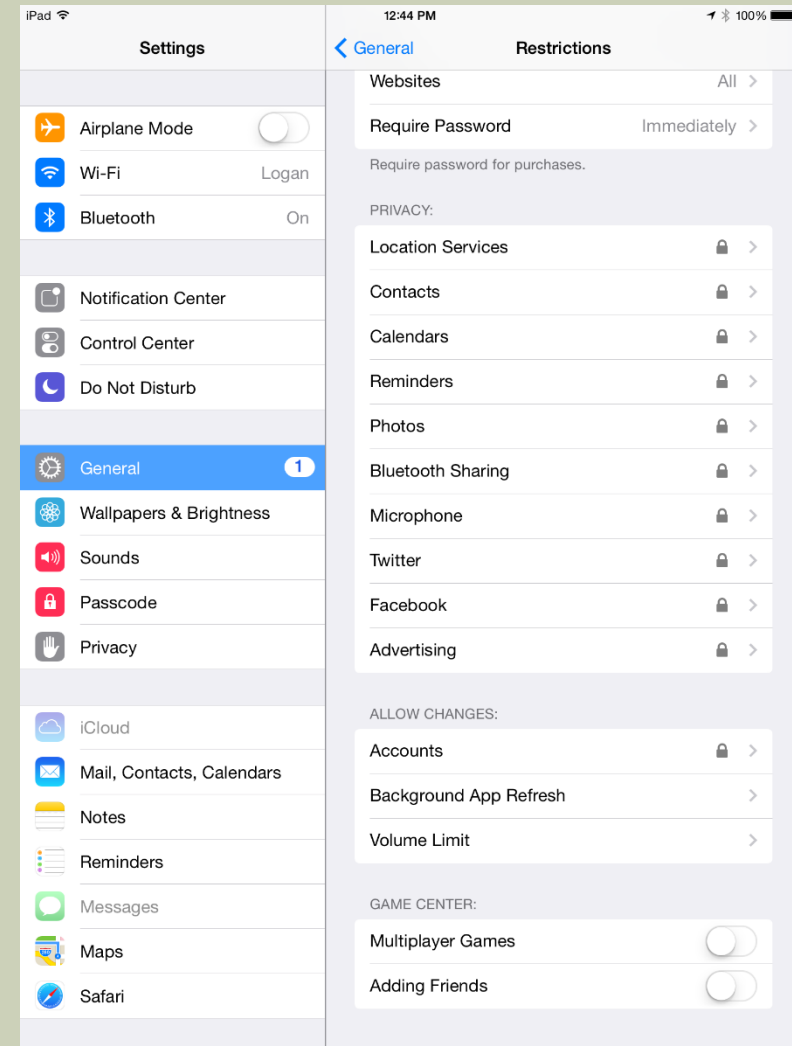 iPad
12:44 PM
100%
Settings
Airplane Mode
Wi-Fi Logan
Bluetooth On
Notification Center
Control Center
Do Not Disturb
General 1
Wallpapers & Brightness
Sounds
Passcode
Privacy
iCloud
Mail, Contacts, Calendars
Notes
Reminders
Messages
Maps
Safari
General
Restrictions
Websites All
Require Password Immediately
Require password for purchases.
PRIVACY:
Location Services
Contacts
Calendars
Reminders
Photos
Bluetooth Sharing
Microphone
Twitter
Facebook
Advertising
ALLOW CHANGES:
Accounts
Background App Refresh
Volume Limit
GAME CENTER:
Multiplayer Games
Adding Friends